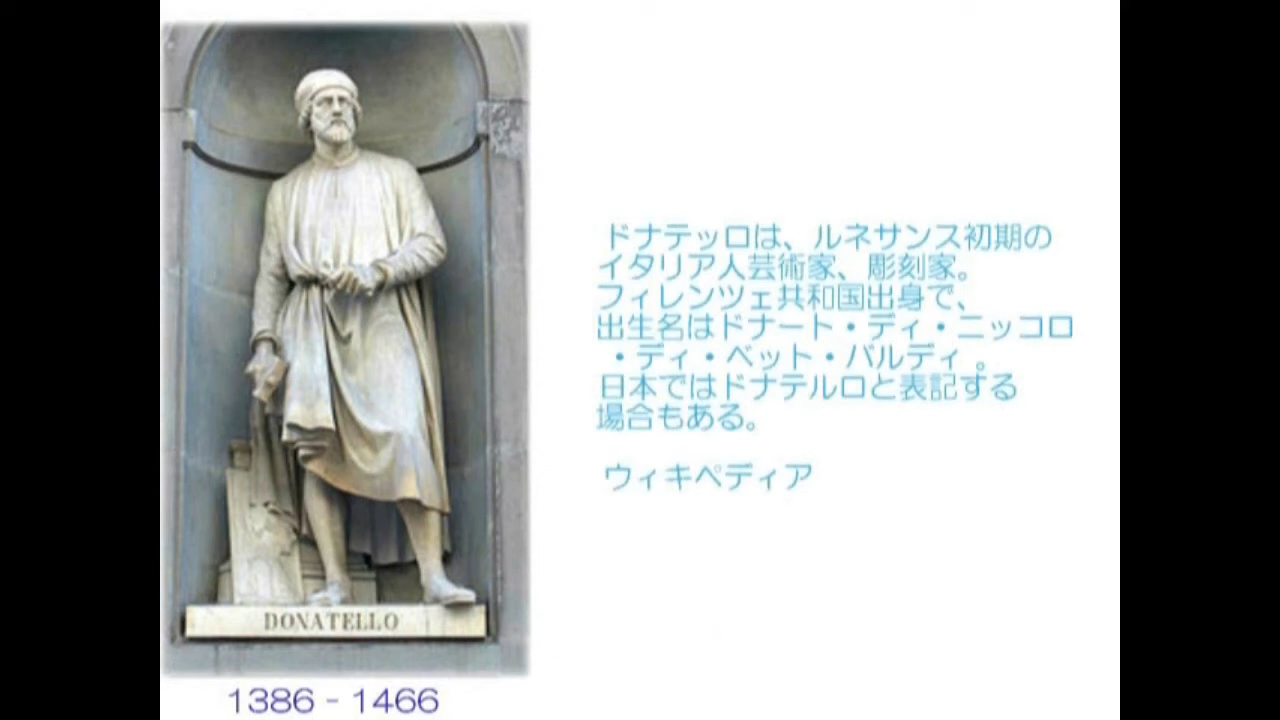 DONATELLO
1386 - 1466
ドナテッロは、ルネサンス初期の
イタリア人芸術家、彫刻家。
フィレンツェ共和国出身で、
出生名はドナート・ディ・ニッコロ
・ディ・ベット・バルディ 。
日本ではドナテルロと表記する
場合もある。
ウィキペディア